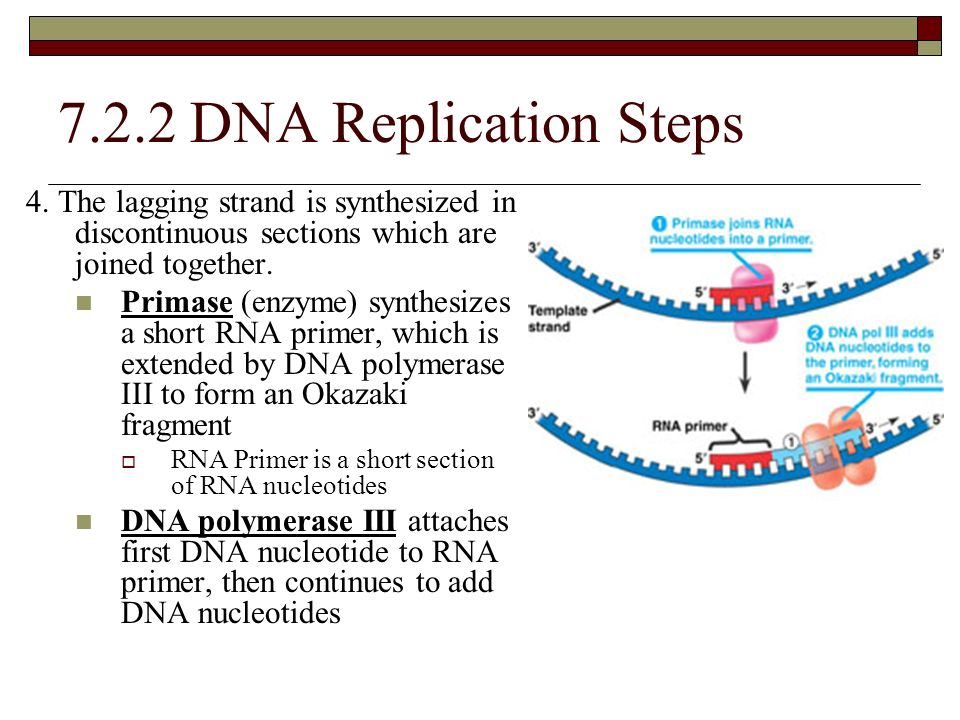 7.2.2 DNA Replication Steps
4. The lagging strand is synthesized in
discontinuous sections which are
joined together.
Primase (enzyme) synthesizes
a short RNA primer, which is
extended by DNA polymerase
III to form an Okazaki
fragment
RNA Primer is a short section
of RNA nucleotides
DNA polymerase III attaches
first DNA nucleotide to RNA
primer, then continues to add
DNA nucleotides
1 Primase joins RNA
nucleotides into a primer.
3′
5′ 3′ 5′
Template
strand
2 DNA pol III adds
DNA nucleotides to
the primer, forming
an Okazaki fragment.
3′ RNA primer 3′ 5′
5′ 1 3′